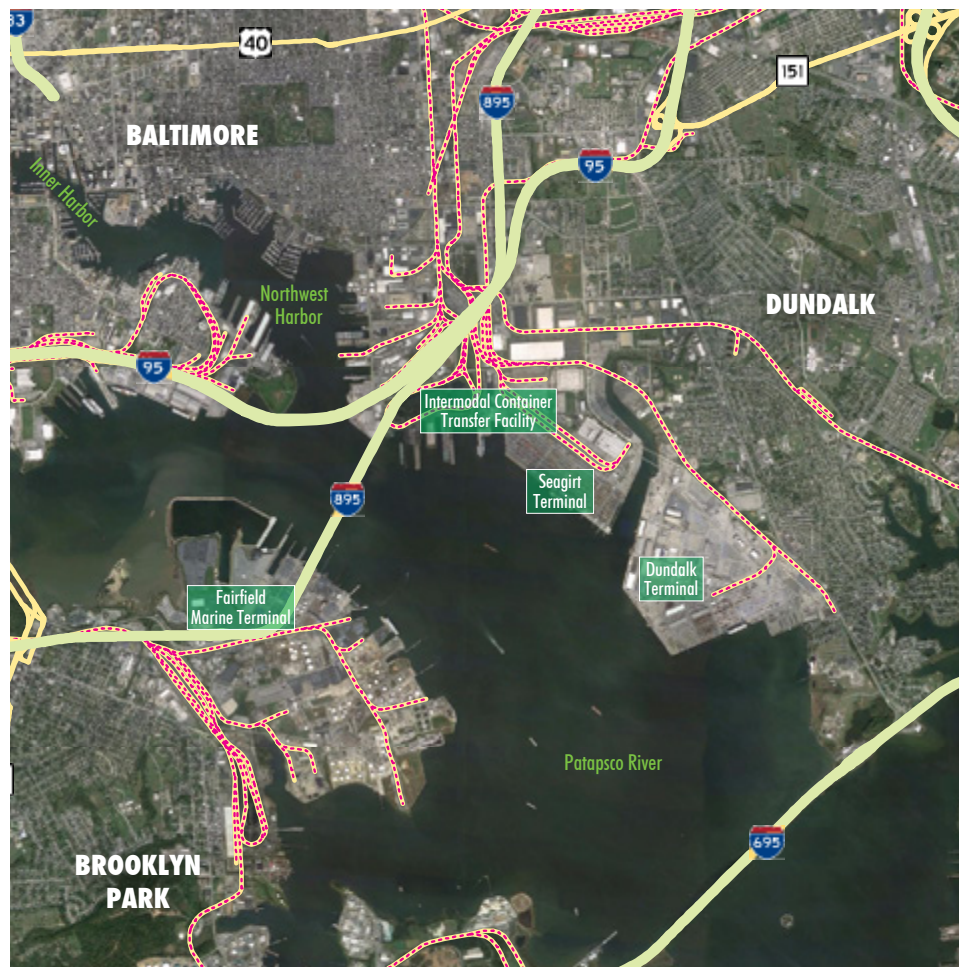 83
40
151
895
BALTIMORE
95
Inner Harbor
Northwest
Harbor
DUNDALK
95
Intermodal Container
Transfer Facility
Seagirt
Terminal
895
Dundalk
Terminal
Fairfield
Marine Terminal
Patapsco River
695
BROOKLYN
PARK